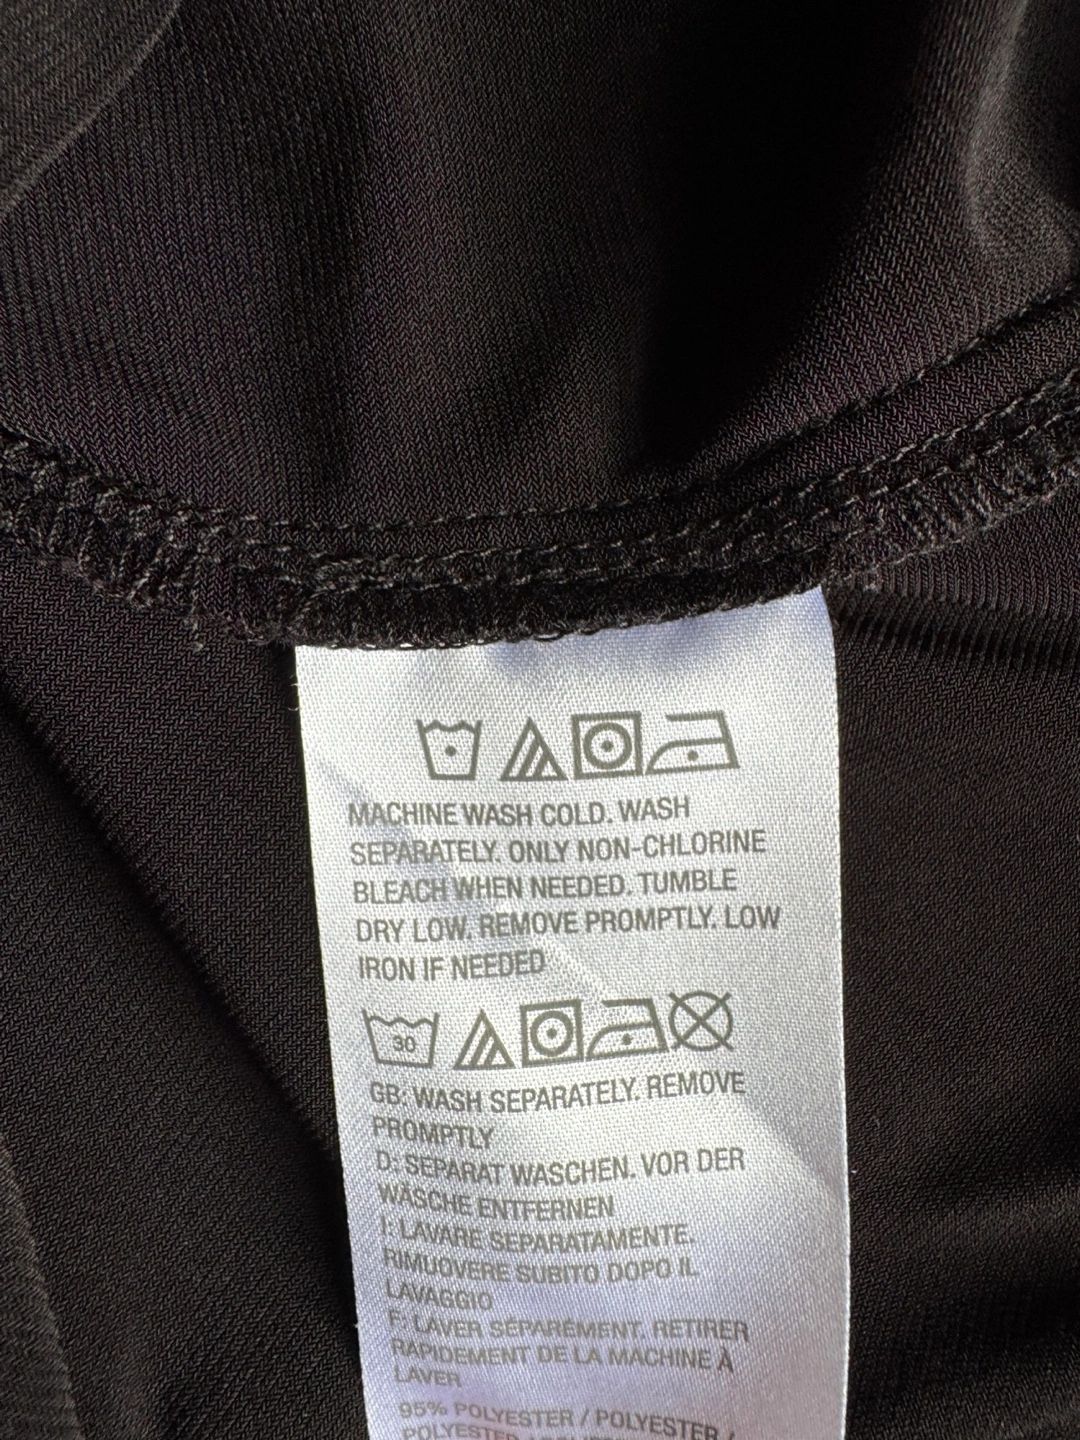 MACHINE WASH COLD. WASH
SEPARATELY. ONLY NON-CHLORINE
BLEACH WHEN NEEDED. TUMBLE
DRY LOW. REMOVE PROMPTLY. LOW
IRON IF NEEDED
30
GB: WASH SEPARATELY. REMOVE
PROMPTLY
D: SEPARAT WASCHEN. VOR DER
WÄSCHE ENTFERNEN
I: LAVARE SEPARATAMENTE.
RIMUOVERE SUBITO DOPO IL
LAVAGGIO
F: LAVER SÉPARÉMENT. RETIRER
RAPIDEMENT DE LA MACHINE À
LAVER
95% POLYESTER / POLYESTER /
POLYESTER